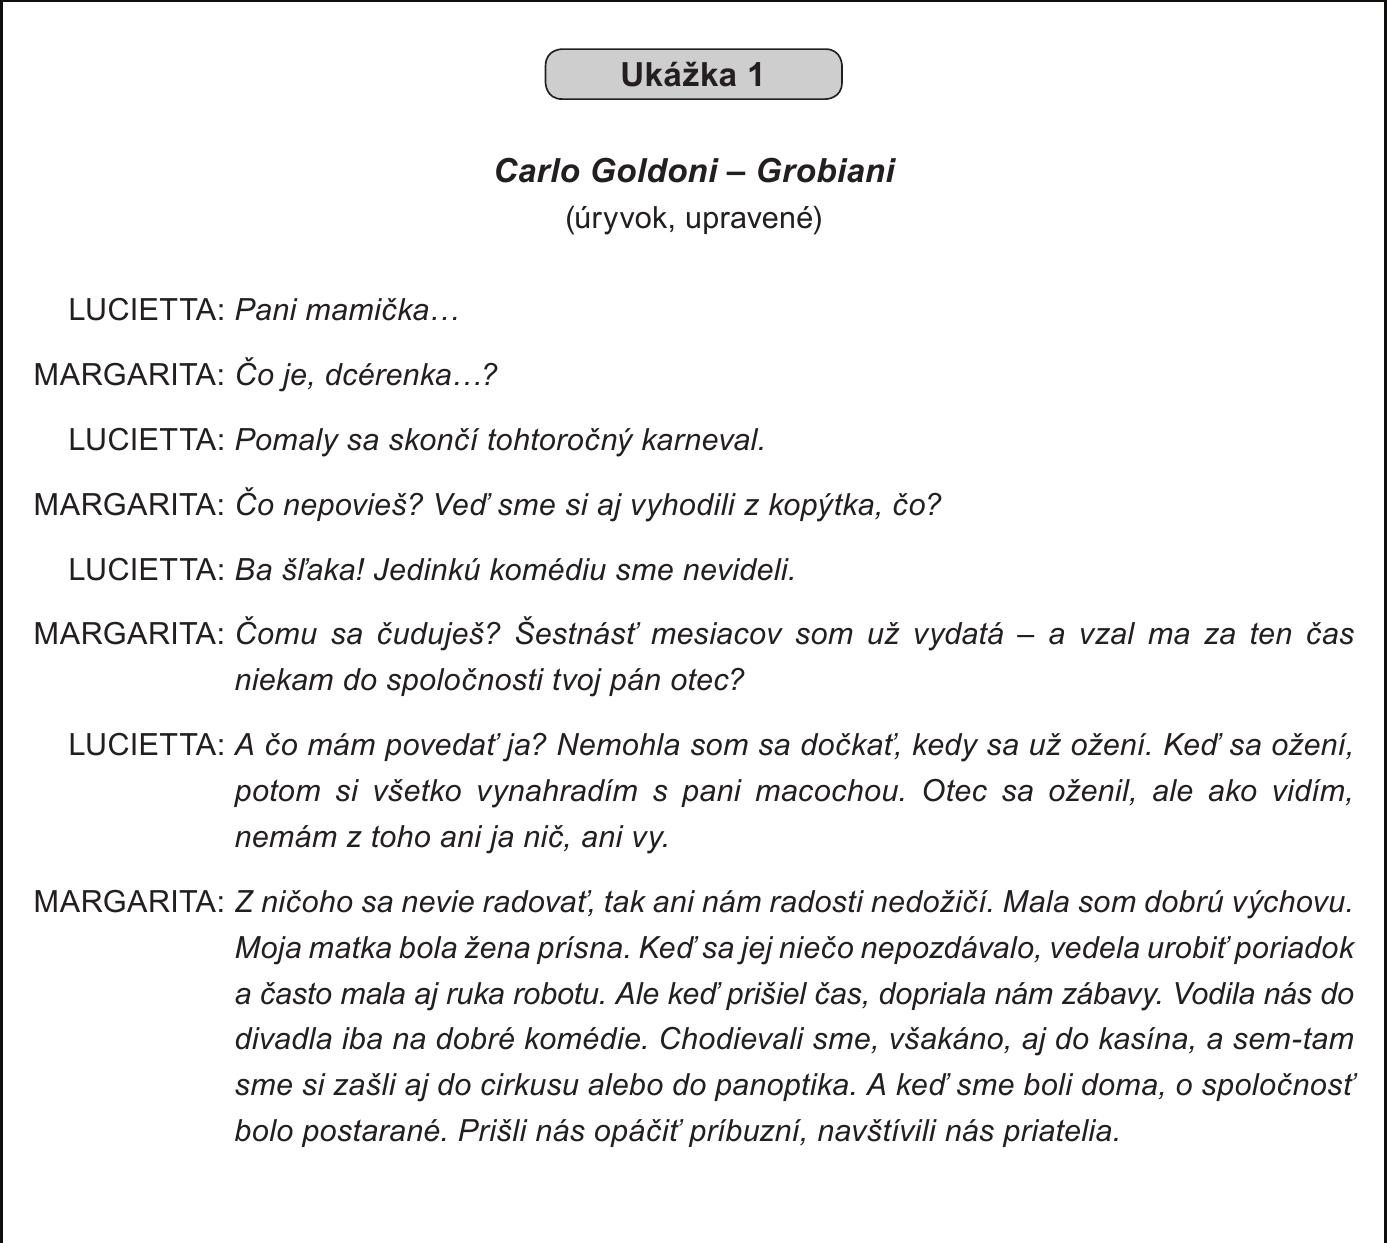 Ukážka 1
Carlo Goldoni – Grobiani
(úryvok, upravené)
LUCIETTA: Pani mamička…
MARGARITA: Čo je, dcérenka…?
LUCIETTA: Pomaly sa skončí tohtoročný karneval.
MARGARITA: Čo nepovieš? Veď sme si aj vyhodili z kopýtka, čo?
LUCIETTA: Ba šľaka! Jedinkú komédiu sme nevideli.
MARGARITA: Čomu sa čuduješ? Šestnásť mesiacov som už vydatá – a vzal ma za ten čas
niekam do spoločnosti tvoj pán otec?
LUCIETTA: A čo mám povedať ja? Nemohla som sa dočkať, kedy sa už ožení. Keď sa ožení,
potom si všetko vynahradím s pani macochou. Otec sa oženil, ale ako vidím,
nemám z toho ani ja nič, ani vy.
MARGARITA: Z ničoho sa nevie radovať, tak ani nám radosti nedožičí. Mala som dobrú výchovu.
Moja matka bola žena prísna. Keď sa jej niečo nepozdávalo, vedela urobiť poriadok
a často mala aj ruka robotu. Ale keď prišiel čas, dopriala nám zábavy. Vodila nás do
divadla iba na dobré komédie. Chodievali sme, všakáno, aj do kasína, a sem-tam
sme si zašli aj do cirkusu alebo do panoptika. A keď sme boli doma, o spoločnosť
bolo postarané. Prišli nás opáčiť príbuzní, navštívili nás priatelia.